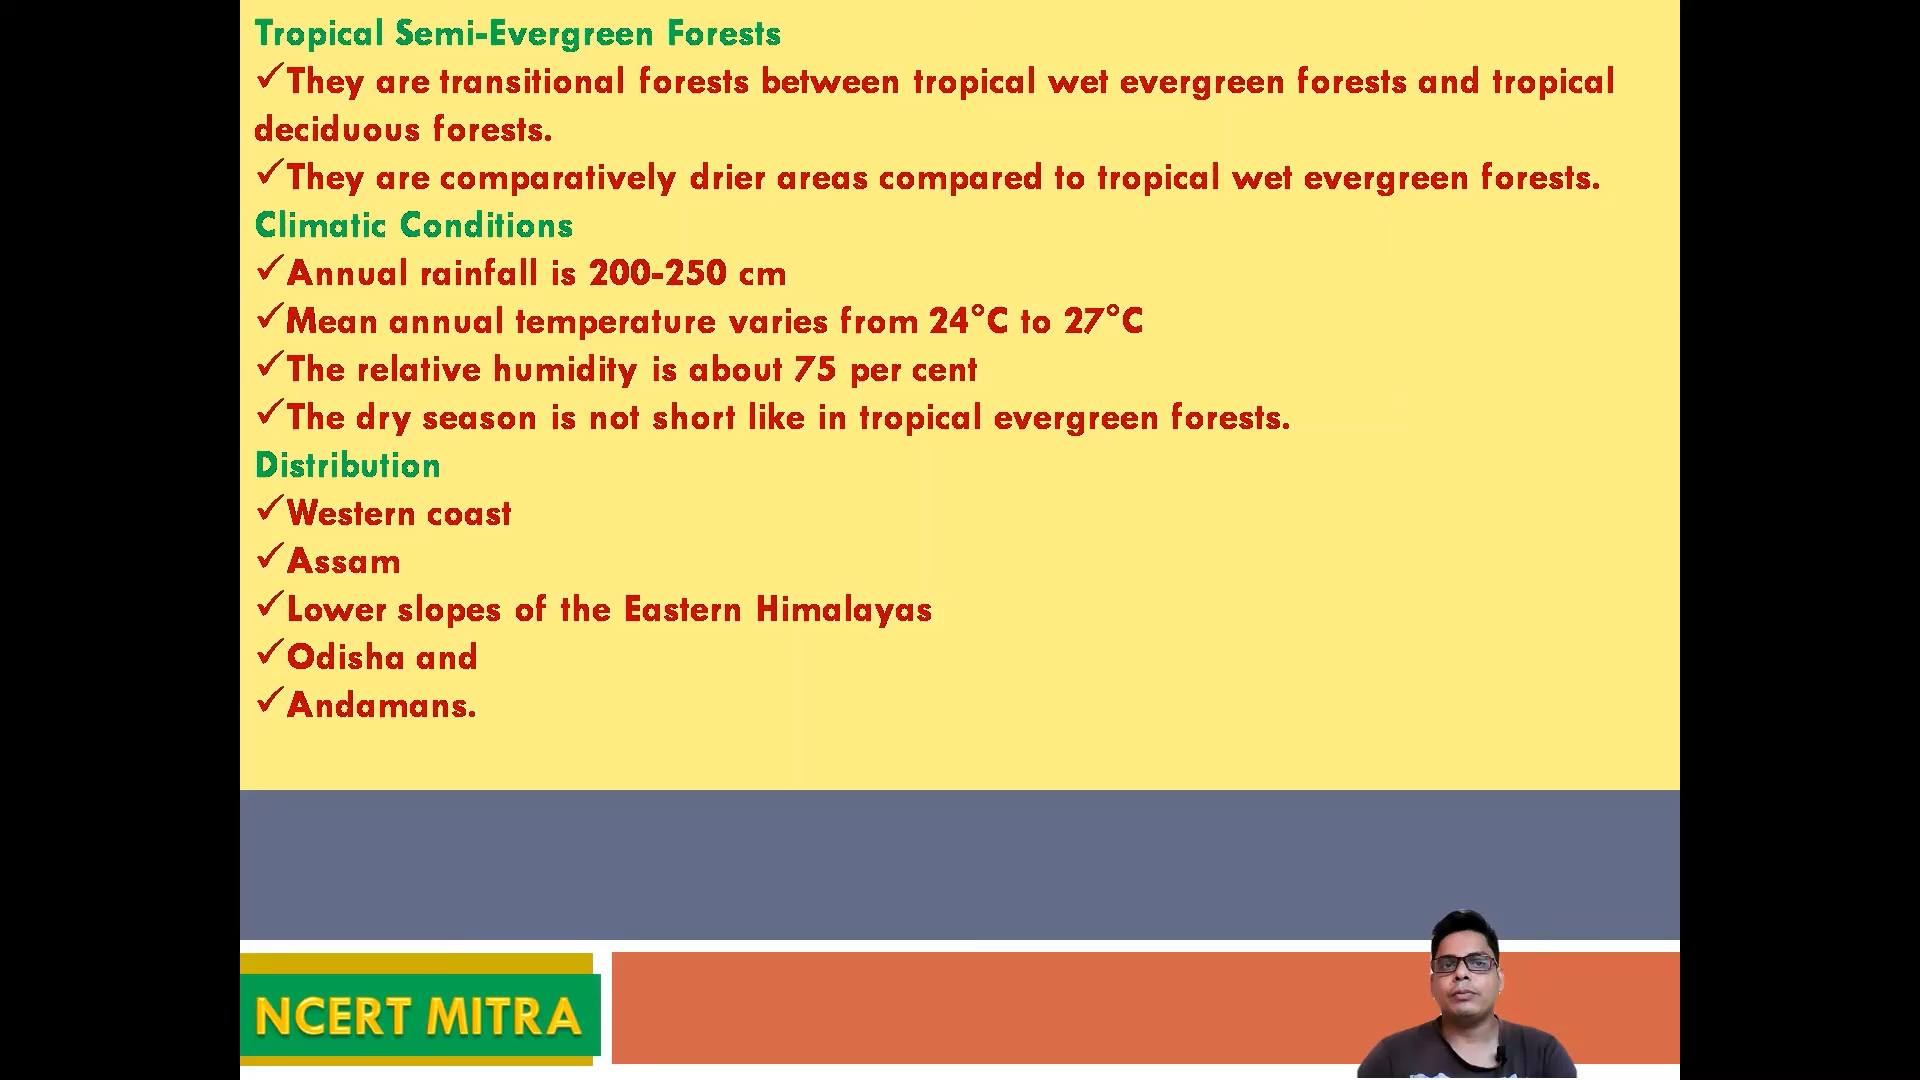 Tropical Semi-Evergreen Forests
✓They are transitional forests between tropical wet evergreen forests and tropical
deciduous forests.
✓They are comparatively drier areas compared to tropical wet evergreen forests.
Climatic Conditions
✓Annual rainfall is 200-250 cm
✓Mean annual temperature varies from 24°C to 27°C
✓The relative humidity is about 75 per cent
✓The dry season is not short like in tropical evergreen forests.
Distribution
✓Western coast
✓Assam
✓Lower slopes of the Eastern Himalayas
✓Odisha and
✓Andamans.
NCERT MITRA